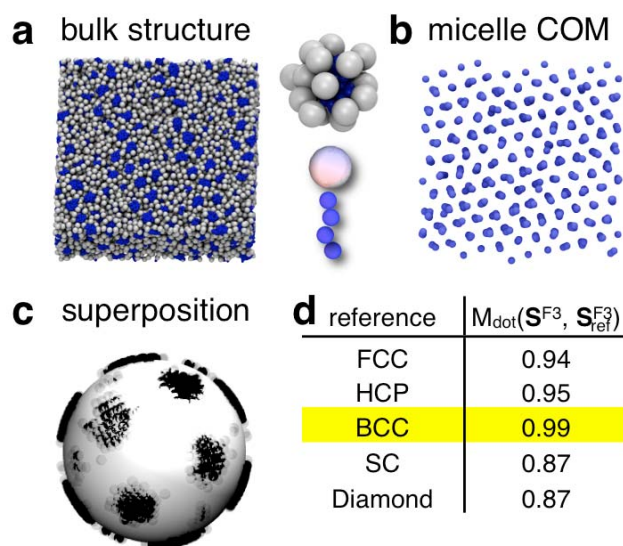 a bulk structure
b micelle COM
c superposition
d reference M_dot(S^F3, S_ref^F3)
FCC 0.94
HCP 0.95
BCC 0.99
SC 0.87
Diamond 0.87